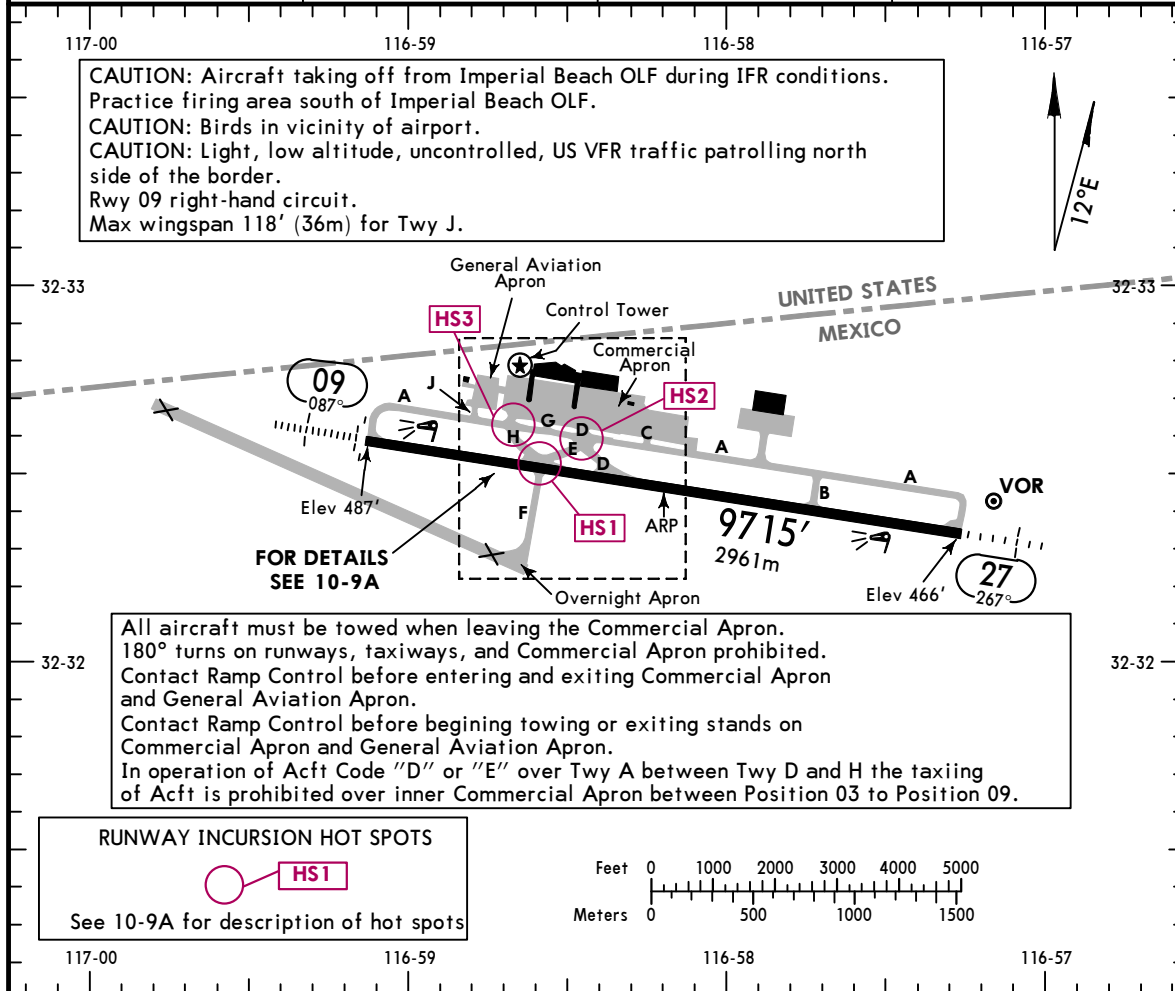 117-00 116-59 116-58 116-57
CAUTION: Aircraft taking off from Imperial Beach OLF during IFR conditions.
Practice firing area south of Imperial Beach OLF.
CAUTION: Birds in vicinity of airport.
CAUTION: Light, low altitude, uncontrolled, US VFR traffic patrolling north
side of the border.
Rwy 09 right-hand circuit.
Max wingspan 118' (36m) for Twy J.
12°E
32-33
32-33
UNITED STATES
MEXICO
General Aviation
Apron
Control Tower
HS3
Commercial
Apron
HS2
09
087°
J
A
G
D
H
E
C
D
A
B
A
F
VOR
Elev 487'
HS1
ARP
9715'
2961m
FOR DETAILS
SEE 10-9A
Overnight Apron
Elev 466'
27
267°
All aircraft must be towed when leaving the Commercial Apron.
180° turns on runways, taxiways, and Commercial Apron prohibited.
Contact Ramp Control before entering and exiting Commercial Apron
and General Aviation Apron.
Contact Ramp Control before begining towing or exiting stands on
Commercial Apron and General Aviation Apron.
In operation of Acft Code "D" or "E" over Twy A between Twy D and H the taxiing
of Acft is prohibited over inner Commercial Apron between Position 03 to Position 09.
32-32
32-32
RUNWAY INCURSION HOT SPOTS
HS1
See 10-9A for description of hot spots
Feet 0 1000 2000 3000 4000 5000
Meters 0 500 1000 1500
117-00 116-59 116-58 116-57